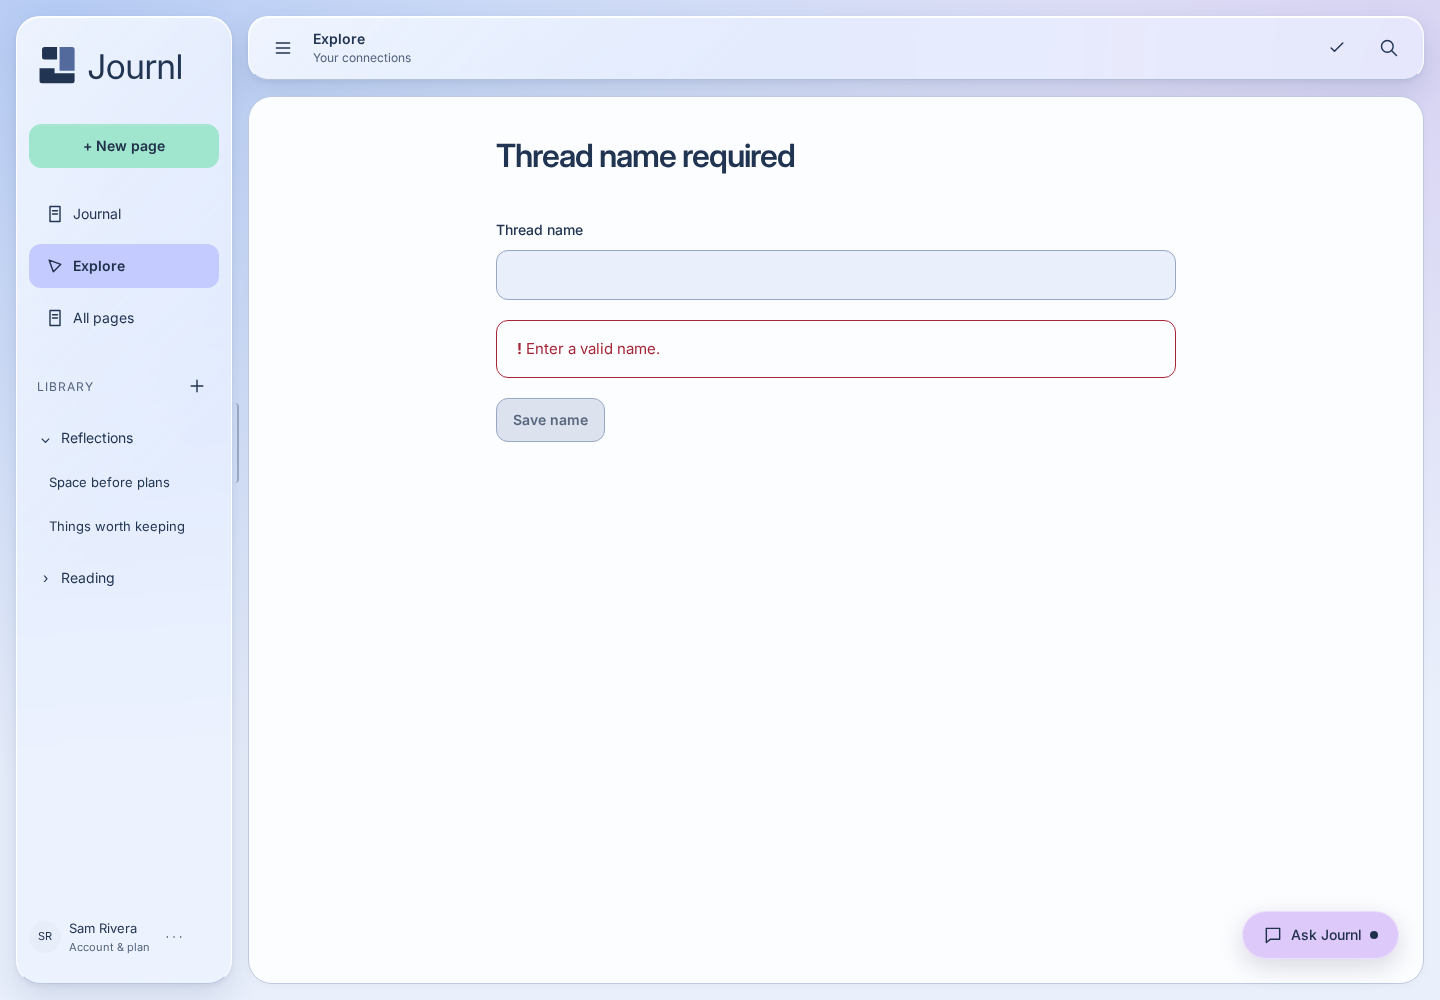 Journl
+ New page
Journal
Explore
All pages
LIBRARY
Reflections
Space before plans
Things worth keeping
Reading
SR
Sam Rivera
Account & plan
...
Explore
Your connections
Thread name required
Thread name
! Enter a valid name.
Save name
Ask Journl